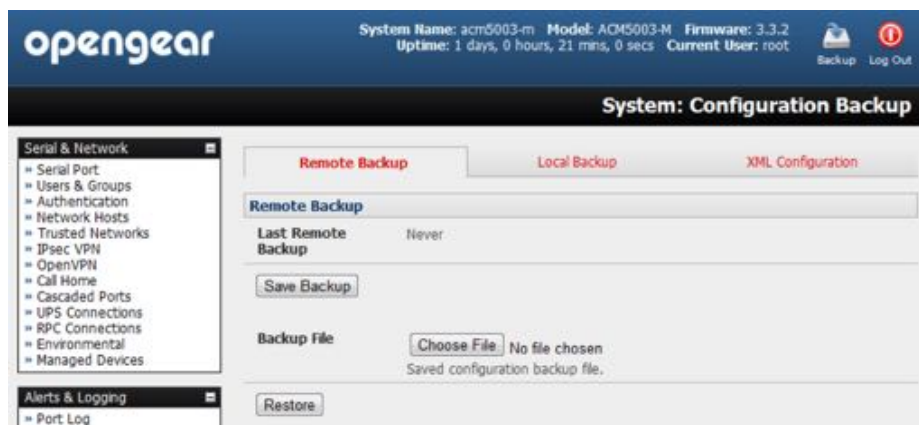 opengear
System Name: acm5003-m Model: ACM5003-M Firmware: 3.3.2
Uptime: 1 days, 0 hours, 21 mins, 0 secs Current User: root
Backup Log Out
System: Configuration Backup
Serial & Network
» Serial Port
» Users & Groups
» Authentication
» Network Hosts
» Trusted Networks
» IPsec VPN
» OpenVPN
» Call Home
» Cascaded Ports
» UPS Connections
» RPC Connections
» Environmental
» Managed Devices
Alerts & Logging
» Port Log
Remote Backup Local Backup XML Configuration
Remote Backup
Last Remote Backup Never
Save Backup
Backup File Choose File No file chosen
Saved configuration backup file.
Restore